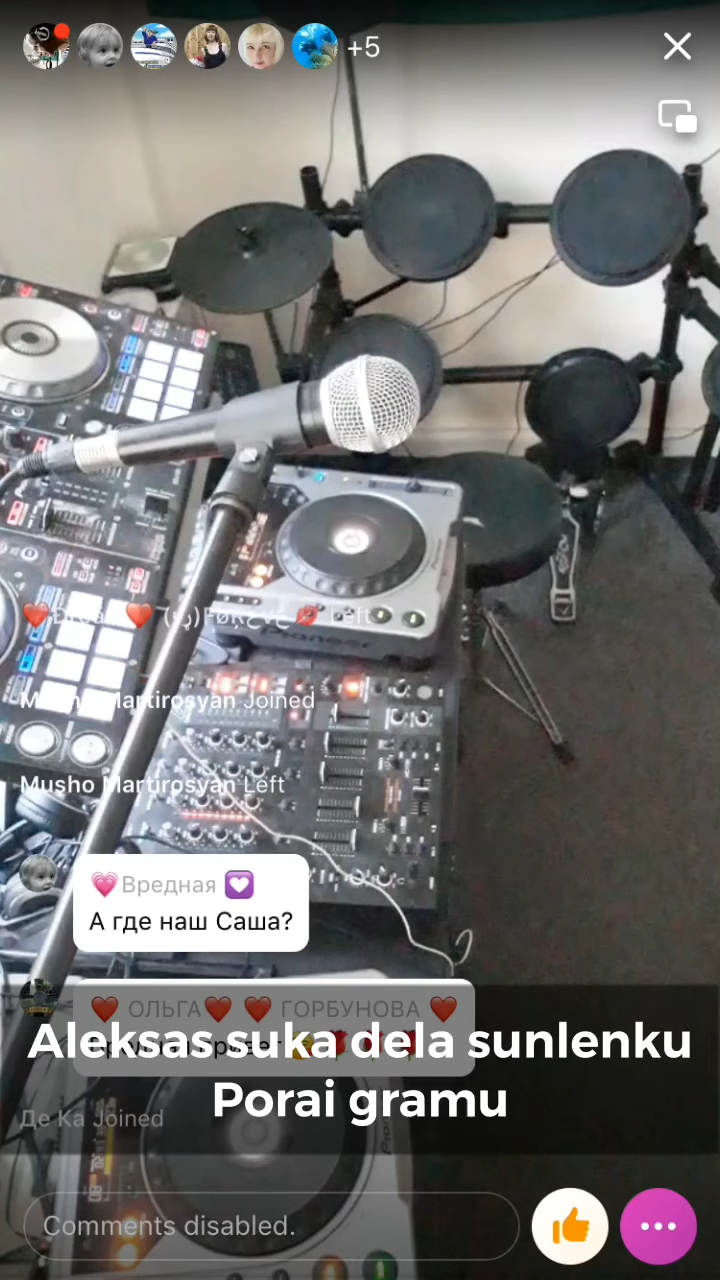 +5
Left
Musho Martirosyan Joined
Musho Martirosyan Left
Вредная
А где наш Саша?
ОЛЬГА ГОРБУНОВА
Aleksas suka dela sunlenku
Porai gramu
Де Ка Joined
Comments disabled.
Pioneer